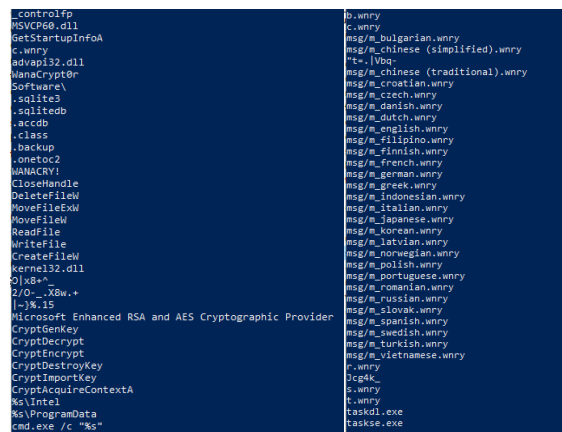 _controlfp
MSVCP60.dll
GetStartupInfoA
c.wnry
advapi32.dll
WanaCrypt0r
Software\
.sqlite3
.sqlitedb
.accdb
.class
.backup
.onetoc2
WANACRY!
CloseHandle
DeleteFileW
MoveFileExW
MoveFileW
ReadFile
WriteFile
CreateFileW
kernel32.dll
O|x8+^_
2/O-_.X8w.+
|~}%.15
Microsoft Enhanced RSA and AES Cryptographic Provider
CryptGenKey
CryptDecrypt
CryptEncrypt
CryptDestroyKey
CryptImportKey
CryptAcquireContextA
%s\Intel
%s\ProgramData
cmd.exe /c "%s"
b.wnry
c.wnry
msg/m_bulgarian.wnry
msg/m_chinese (simplified).wnry
"t=.|Vbq-
msg/m_chinese (traditional).wnry
msg/m_croatian.wnry
msg/m_czech.wnry
msg/m_danish.wnry
msg/m_dutch.wnry
msg/m_english.wnry
msg/m_filipino.wnry
msg/m_finnish.wnry
msg/m_french.wnry
msg/m_german.wnry
msg/m_greek.wnry
msg/m_indonesian.wnry
msg/m_italian.wnry
msg/m_japanese.wnry
msg/m_korean.wnry
msg/m_latvian.wnry
msg/m_norwegian.wnry
msg/m_polish.wnry
msg/m_portuguese.wnry
msg/m_romanian.wnry
msg/m_russian.wnry
msg/m_slovak.wnry
msg/m_spanish.wnry
msg/m_swedish.wnry
msg/m_turkish.wnry
msg/m_vietnamese.wnry
r.wnry
Jcg4k_
s.wnry
t.wnry
taskdl.exe
taskse.exe